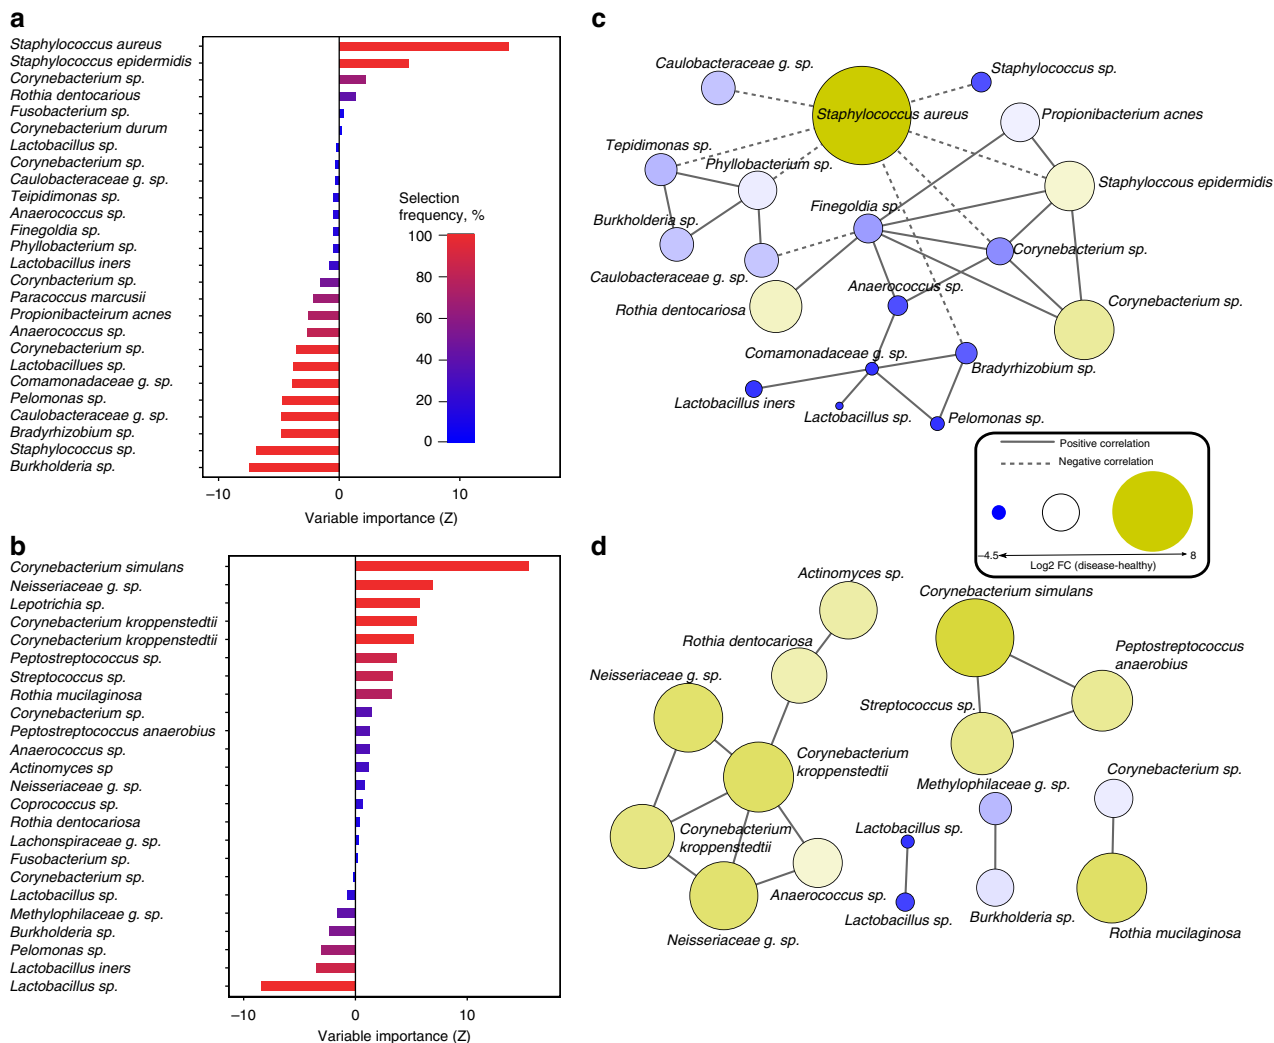 a
Staphylococcus aureus
Staphylococcus epidermidis
Corynebacterium sp.
Rothia dentocarious
Fusobacterium sp.
Corynebacterium durum
Lactobacillus sp.
Corynebacterium sp.
Caulobacteraceae g. sp.
Teipidimonas sp.
Anaerococcus sp.
Finegoldia sp.
Phyllobacterium sp.
Lactobacillus iners
Corynbacterium sp.
Paracoccus marcusii
Propionibacteirum acnes
Anaerococcus sp.
Corynebacterium sp.
Lactobacillues sp.
Comamonadaceae g. sp.
Pelomonas sp.
Caulobacteraceae g. sp.
Bradyrhizobium sp.
Staphylococcus sp.
Burkholderia sp.
Selection
frequency, %
100
80
60
40
20
0
−10
0
10
Variable importance (Z)
b
Corynebacterium simulans
Neisseriaceae g. sp.
Lepotrichia sp.
Corynebacterium kroppenstedtii
Corynebacterium kroppenstedtii
Peptostreptococcus sp.
Streptococcus sp.
Rothia mucilaginosa
Corynebacterium sp.
Peptostreptococcus anaerobius
Anaerococcus sp.
Actinomyces sp
Neisseriaceae g. sp.
Coprococcus sp.
Rothia dentocariosa
Lachonspiraceae g. sp.
Fusobacterium sp.
Corynebacterium sp.
Lactobacillus sp.
Methylophilaceae g. sp.
Burkholderia sp.
Pelomonas sp.
Lactobacillus iners
Lactobacillus sp.
−10
0
10
Variable importance (Z)
c
Caulobacteraceae g. sp.
Staphylococcus sp.
Staphylococcus aureus
Propionibacterium acnes
Tepidimonas sp.
Phyllobacterium sp.
Staphyloccous epidermidis
Finegoldia sp.
Burkholderia sp.
Corynebacterium sp.
Caulobacteraceae g. sp.
Anaerococcus sp.
Rothia dentocariosa
Corynebacterium sp.
Comamonadaceae g. sp.
Bradyrhizobium sp.
Lactobacillus iners
Lactobacillus sp.
Pelomonas sp.
Positive correlation
Negative correlation
−4.5
8
Log2 FC (disease-healthy)
d
Actinomyces sp.
Corynebacterium simulans
Rothia dentocariosa
Peptostreptococcus
anaerobius
Neisseriaceae g. sp.
Streptococcus sp.
Corynebacterium
kroppenstedtii
Methylophilaceae g. sp.
Corynebacterium sp.
Corynebacterium
kroppenstedtii
Lactobacillus sp.
Anaerococcus sp.
Lactobacillus sp.
Burkholderia sp.
Neisseriaceae g. sp.
Rothia mucilaginosa